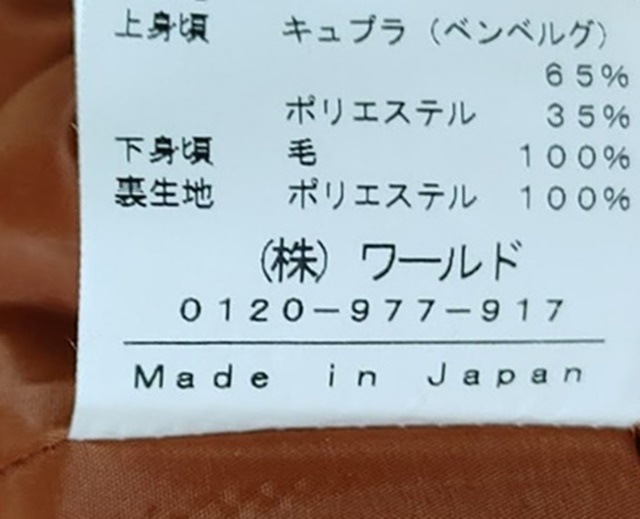 上身頃 キュプラ（ベンベルグ）
65%
ポリエステル 35%
下身頃 毛 100%
裏生地 ポリエステル 100%
（株）ワールド
0120-977-917
Made in Japan